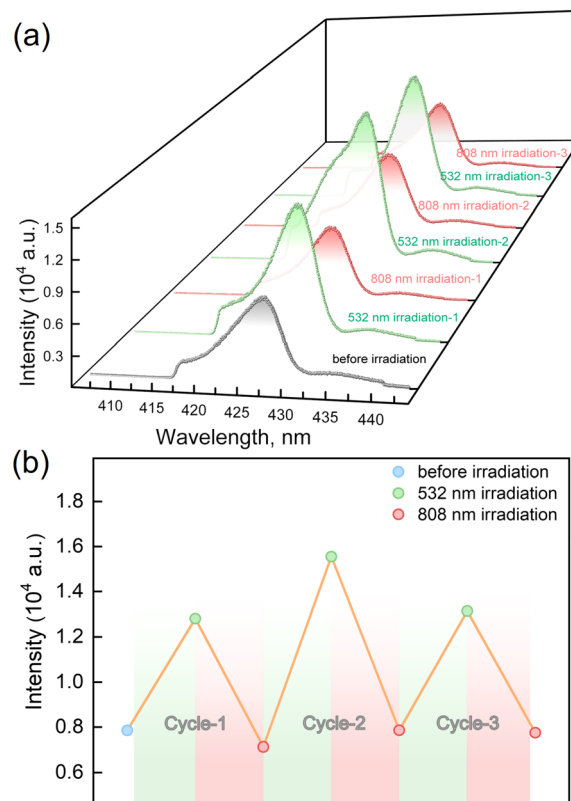 (a)
808 nm irradiation-3
532 nm irradiation-3
808 nm irradiation-2
532 nm irradiation-2
808 nm irradiation-1
532 nm irradiation-1
before irradiation
Intensity (10⁴ a.u.)
1.5
1.2
0.9
0.6
0.3
410 415 420 425 430 435 440
Wavelength, nm
(b)
before irradiation
532 nm irradiation
808 nm irradiation
Intensity (10⁴ a.u.)
1.8
1.6
1.4
1.2
1.0
0.8
0.6
Cycle-1 Cycle-2 Cycle-3